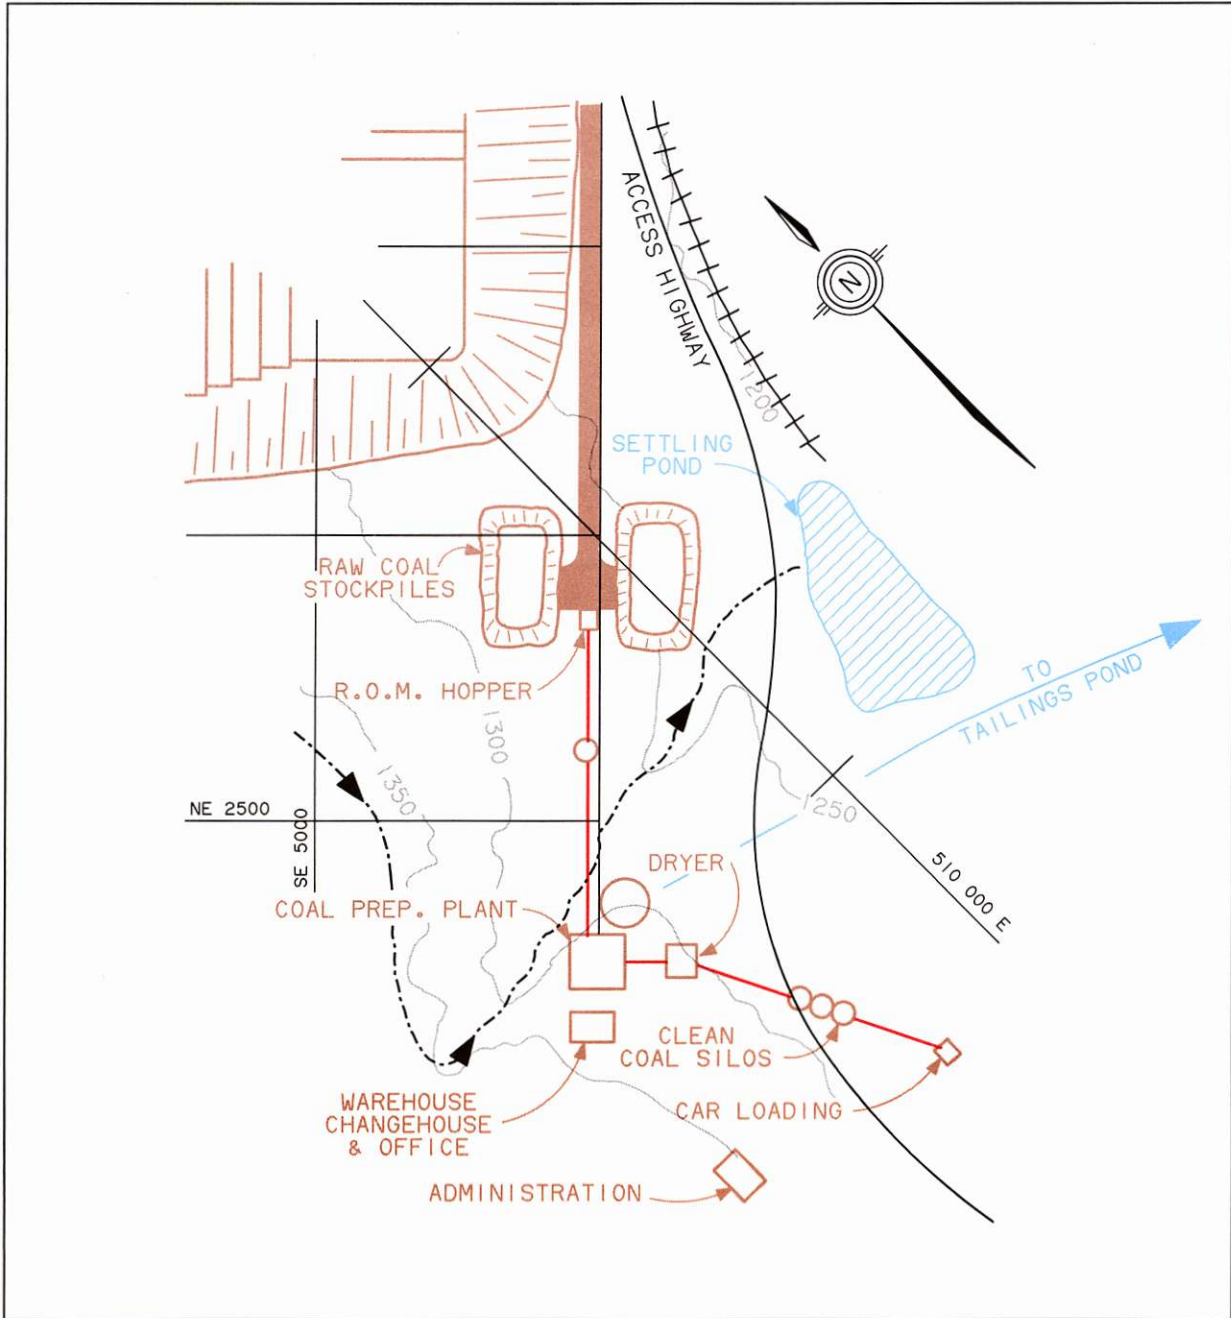 ACCESS HIGHWAY
N
1200
SETTLING
POND
RAW COAL
STOCKPILES
R.O.M. HOPPER
TO
TAILINGS POND
1300
1350
NE 2500
SE 5000
1250
510 000 E
DRYER
COAL PREP. PLANT
CLEAN
COAL SILOS
WAREHOUSE
CHANGEHOUSE
& OFFICE
CAR LOADING
ADMINISTRATION